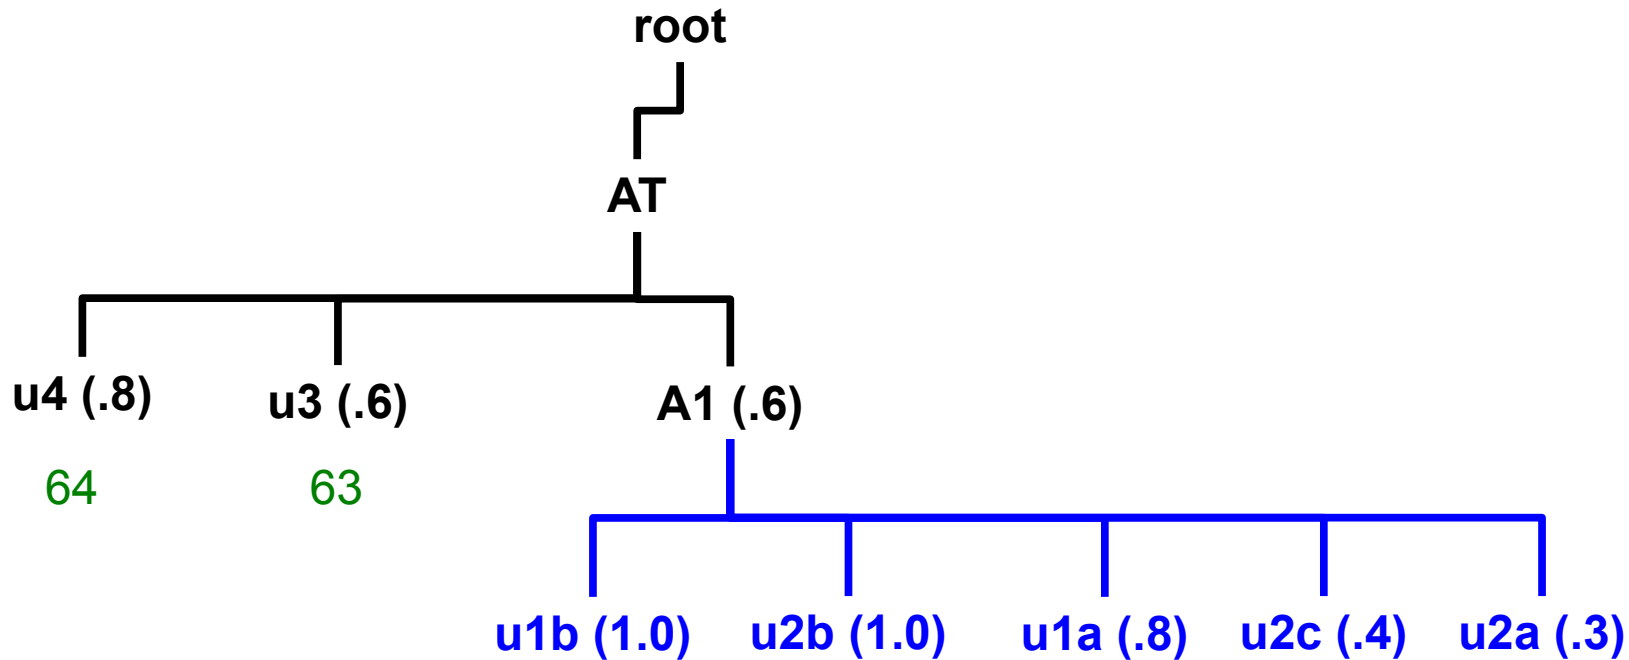 root
AT
u4 (.8)
u3 (.6)
A1 (.6)
64
63
u1b (1.0)
u2b (1.0)
u1a (.8)
u2c (.4)
u2a (.3)